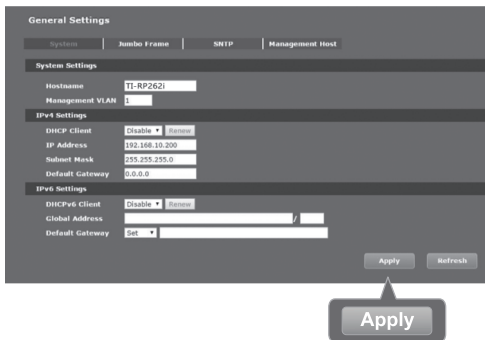 General Settings
System Jumbo Frame SNTP Management Host
System Settings
Hostname TI-RP262i
Management VLAN 1
IPv4 Settings
DHCP Client Disable Renew
IP Address 192.168.10.200
Subnet Mask 255.255.255.0
Default Gateway 0.0.0.0
IPv6 Settings
DHCPv6 Client Disable Renew
Global Address /
Default Gateway Set
Apply Refresh
Apply